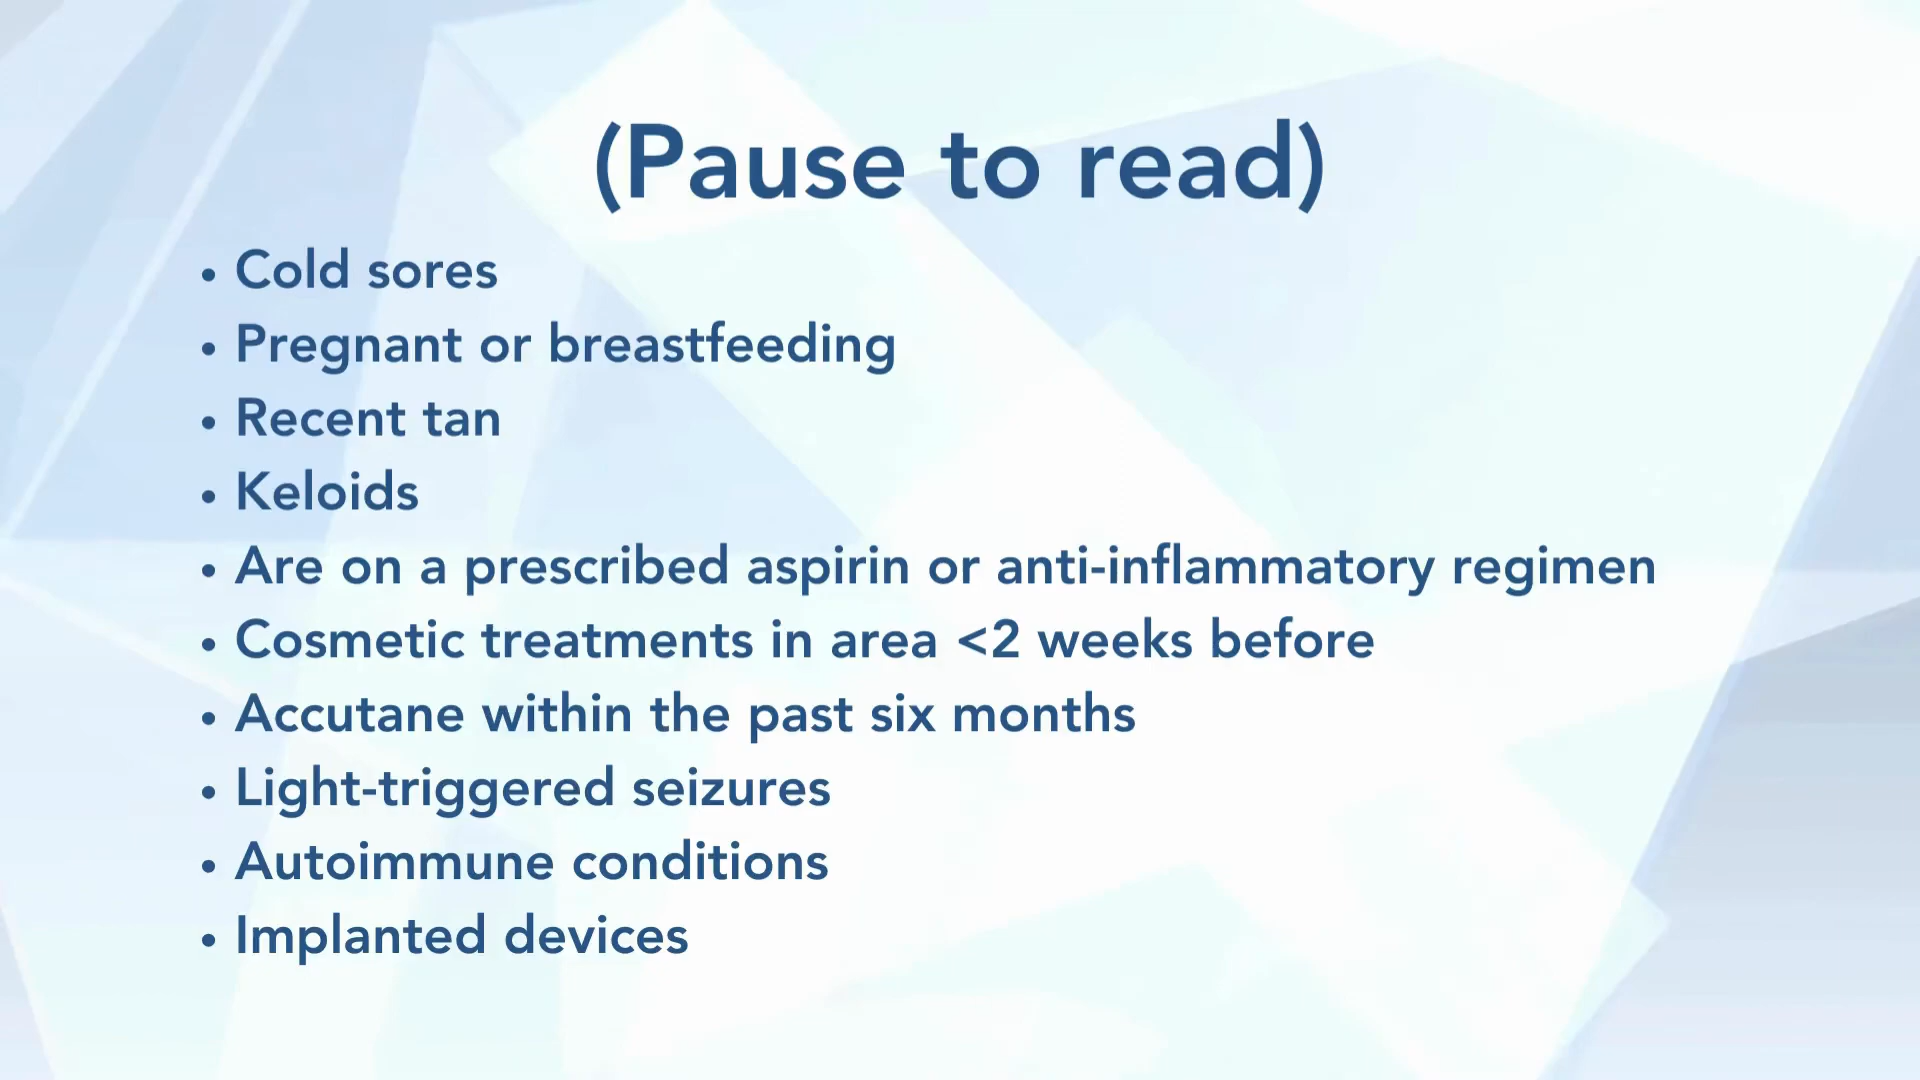 (Pause to read)
• Cold sores
• Pregnant or breastfeeding
• Recent tan
• Keloids
• Are on a prescribed aspirin or anti-inflammatory regimen
• Cosmetic treatments in area <2 weeks before
• Accutane within the past six months
• Light-triggered seizures
• Autoimmune conditions
• Implanted devices